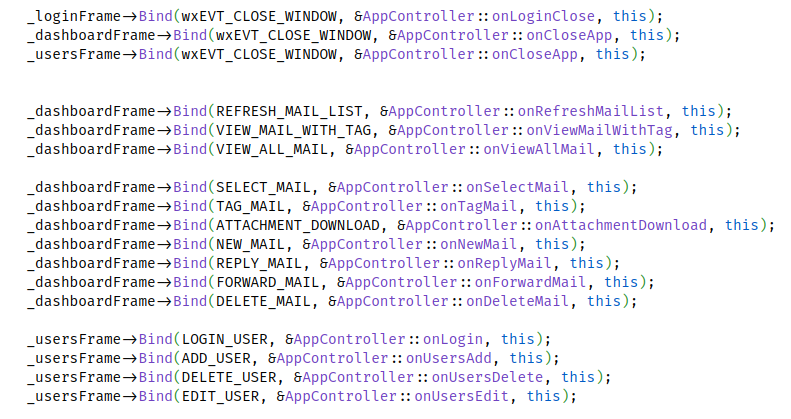 _loginFrame->Bind(wxEVT_CLOSE_WINDOW, &AppController::onLoginClose, this);
_dashboardFrame->Bind(wxEVT_CLOSE_WINDOW, &AppController::onCloseApp, this);
_usersFrame->Bind(wxEVT_CLOSE_WINDOW, &AppController::onCloseApp, this);
_dashboardFrame->Bind(REFRESH_MAIL_LIST, &AppController::onRefreshMailList, this);
_dashboardFrame->Bind(VIEW_MAIL_WITH_TAG, &AppController::onViewMailWithTag, this);
_dashboardFrame->Bind(VIEW_ALL_MAIL, &AppController::onViewAllMail, this);
_dashboardFrame->Bind(SELECT_MAIL, &AppController::onSelectMail, this);
_dashboardFrame->Bind(TAG_MAIL, &AppController::onTagMail, this);
_dashboardFrame->Bind(ATTACHMENT_DOWNLOAD, &AppController::onAttachmentDownload, this);
_dashboardFrame->Bind(NEW_MAIL, &AppController::onNewMail, this);
_dashboardFrame->Bind(REPLY_MAIL, &AppController::onReplyMail, this);
_dashboardFrame->Bind(FORWARD_MAIL, &AppController::onForwardMail, this);
_dashboardFrame->Bind(DELETE_MAIL, &AppController::onDeleteMail, this);
_usersFrame->Bind(LOGIN_USER, &AppController::onLogin, this);
_usersFrame->Bind(ADD_USER, &AppController::onUsersAdd, this);
_usersFrame->Bind(DELETE_USER, &AppController::onUsersDelete, this);
_usersFrame->Bind(EDIT_USER, &AppController::onUsersEdit, this);